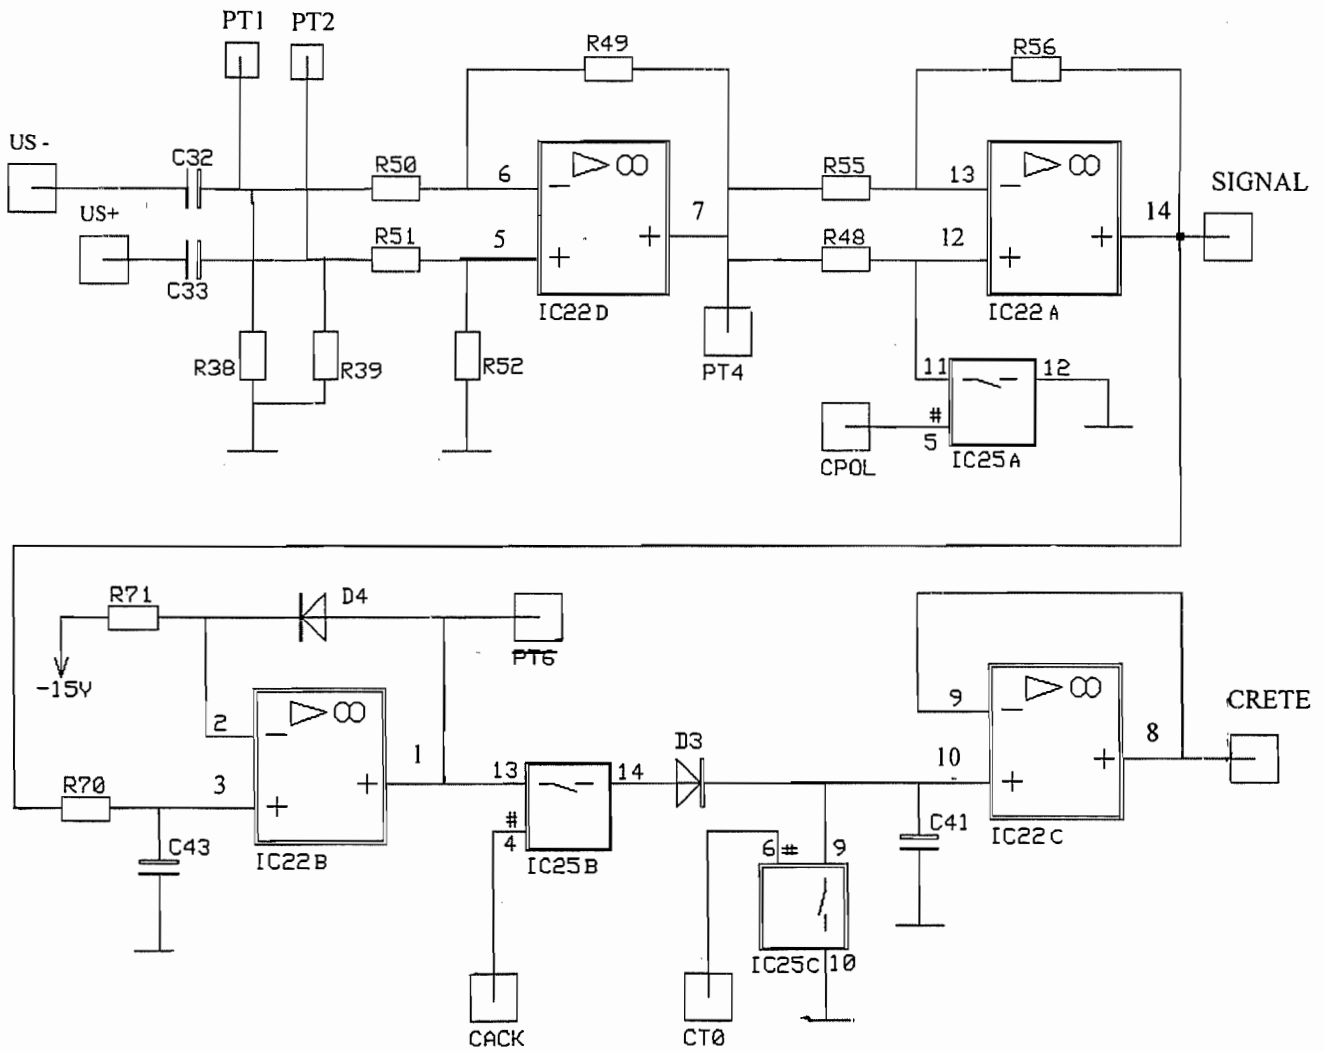 PT1
PT2
R49
R56
US -
C32
R50
6
R55
13
SIGNAL
US+
R51
5
7
R48
12
14
C33
IC22D
IC22A
R38
R39
R52
PT4
11
12
#
5
CPOL
IC25A
R71
D4
-15V
PT6
2
CRETE
9
8
D3
R70
3
1
13
14
10
C43
#
4
IC22B
IC25B
6 #
9
C41
IC22C
IC25C
10
CACK
CT0